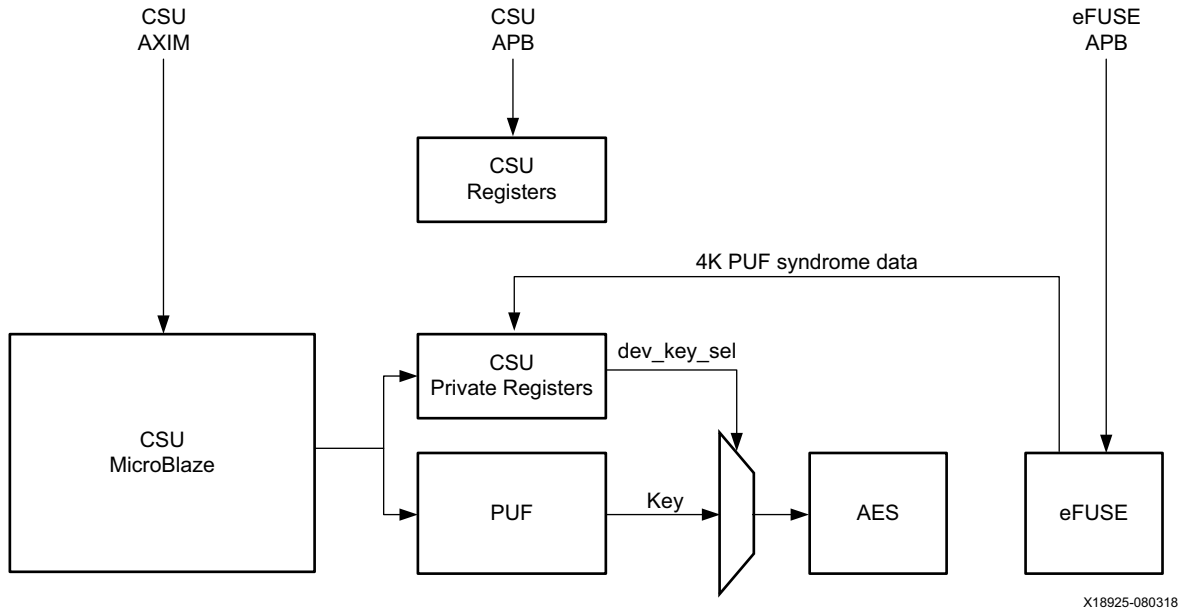 CSU
AXIM
CSU
APB
eFUSE
APB
CSU
Registers
4K PUF syndrome data
CSU
Private Registers
dev_key_sel
CSU
MicroBlaze
PUF
Key
AES
eFUSE
X18925-080318